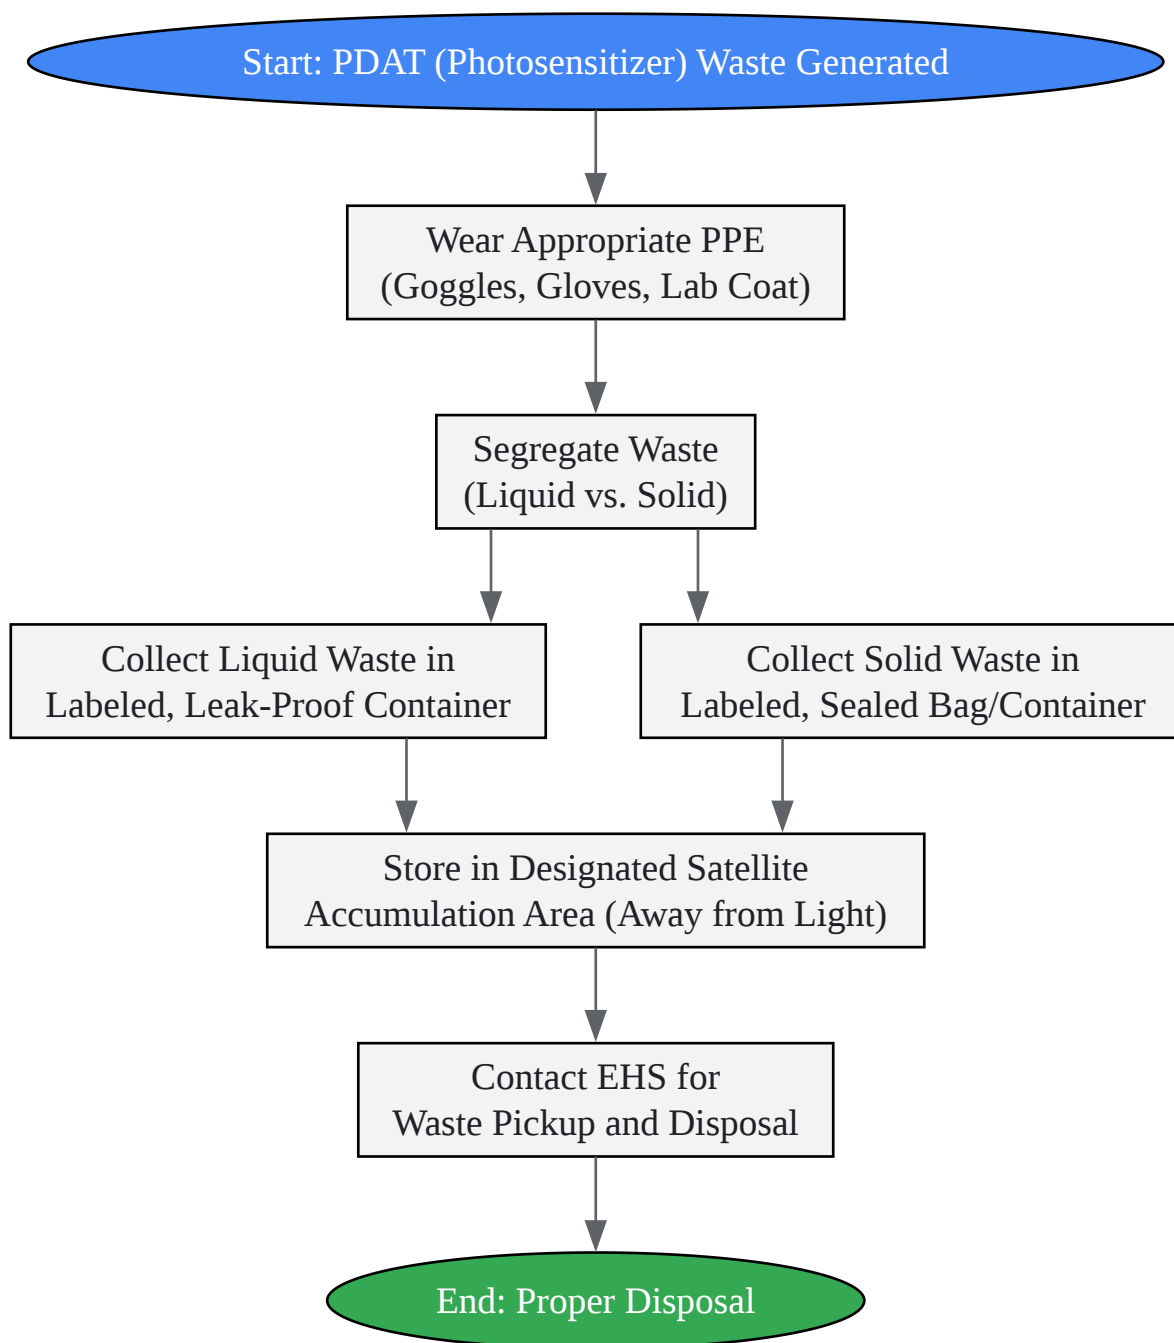 Start: PDAT (Photosensitizer) Waste Generated
Wear Appropriate PPE
(Goggles, Gloves, Lab Coat)
Segregate Waste
(Liquid vs. Solid)
Collect Liquid Waste in
Labeled, Leak-Proof Container
Collect Solid Waste in
Labeled, Sealed Bag/Container
Store in Designated Satellite
Accumulation Area (Away from Light)
Contact EHS for
Waste Pickup and Disposal
End: Proper Disposal